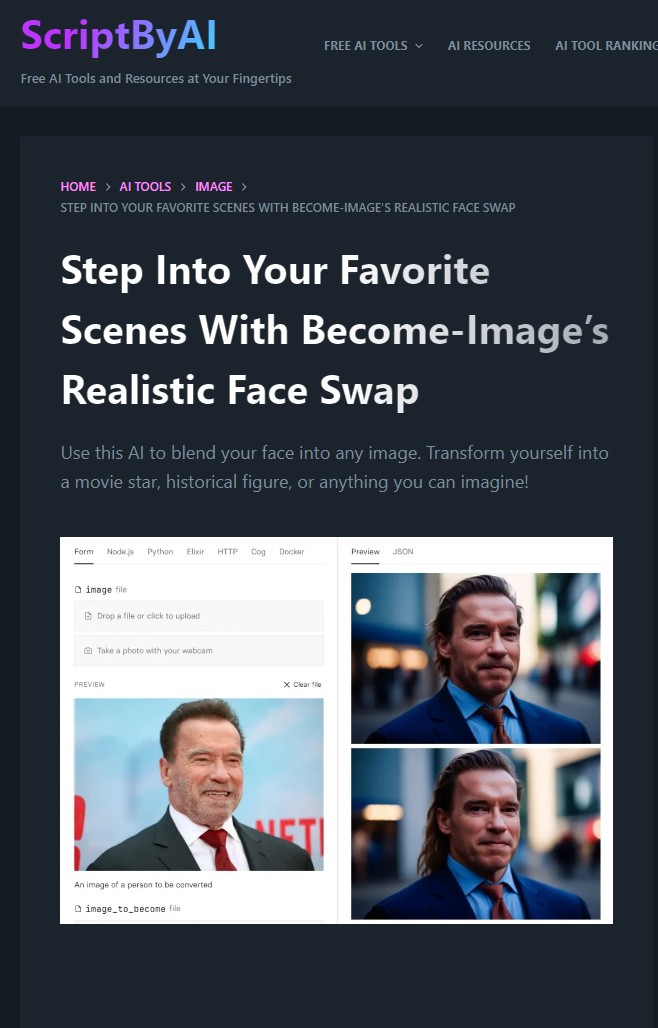 ScriptByAI
FREE AI TOOLS
AI RESOURCES
AI TOOL RANKING
Free AI Tools and Resources at Your Fingertips
HOME > AI TOOLS > IMAGE >
STEP INTO YOUR FAVORITE SCENES WITH BECOME-IMAGE'S REALISTIC FACE SWAP
Step Into Your Favorite
Scenes With Become-Image’s
Realistic Face Swap
Use this AI to blend your face into any image. Transform yourself into
a movie star, historical figure, or anything you can imagine!
Form Node.js Python Elixir HTTP Cog Docker
image file
Drop a file or click to upload
Take a photo with your webcam
PREVIEW
Clear file
NETF
An image of a person to be converted
image_to_become file
Preview JSON